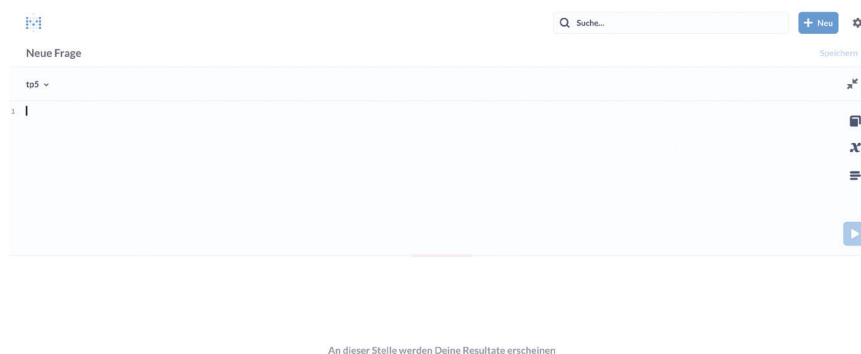 Suche...
+ Neu
Neue Frage
Speichern
tp5
1
x
An dieser Stelle werden Deine Resultate erscheinen